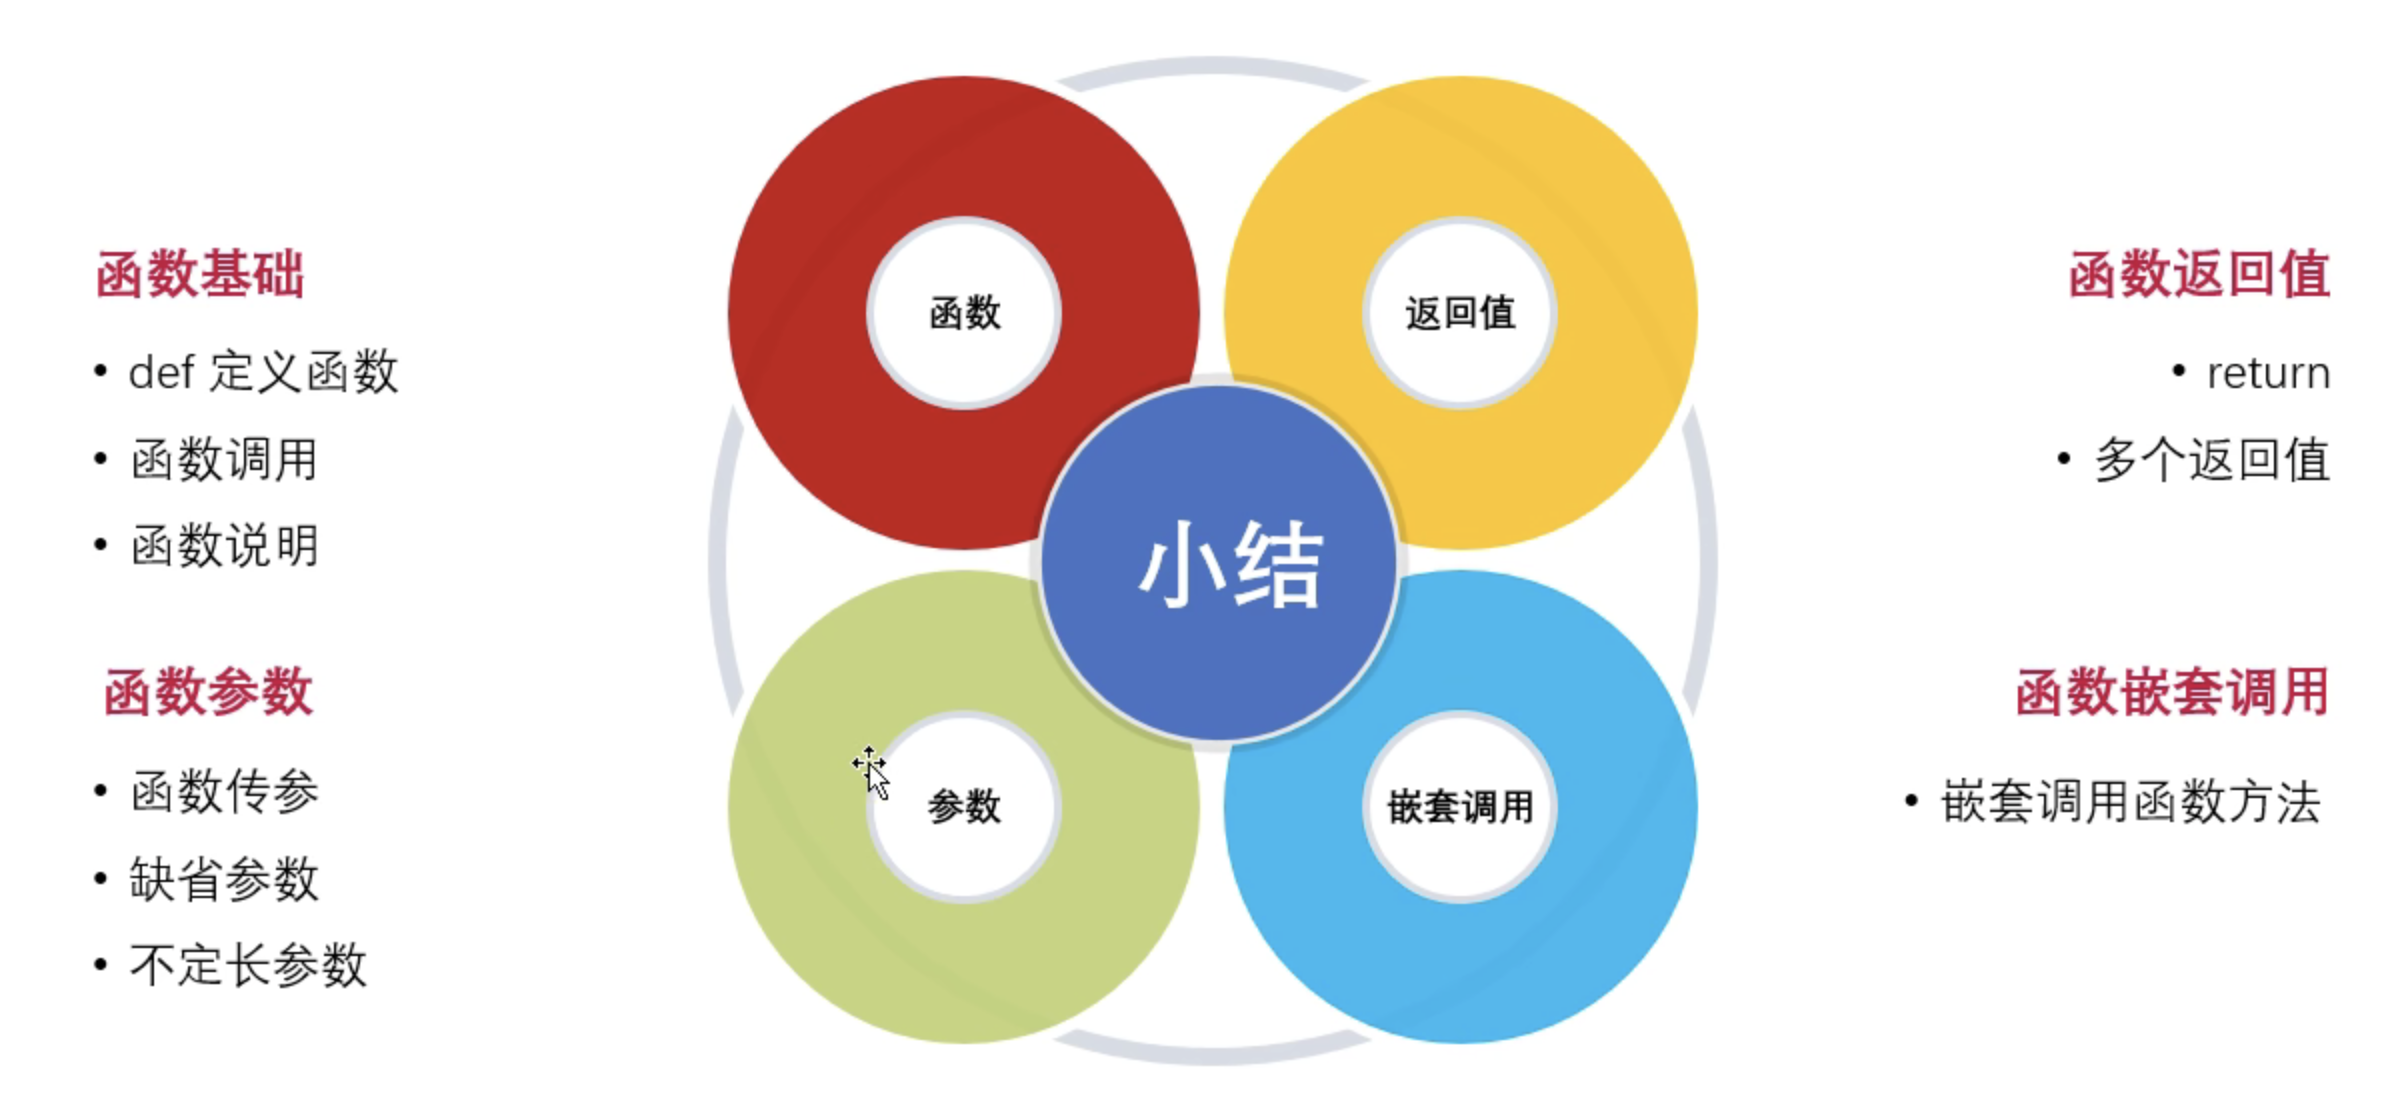 函数基础
• def 定义函数
• 函数调用
• 函数说明
函数参数
• 函数传参
• 缺省参数
• 不定长参数
函数
返回值
小结
参数
嵌套调用
函数返回值
• return
• 多个返回值
函数嵌套调用
• 嵌套调用函数方法